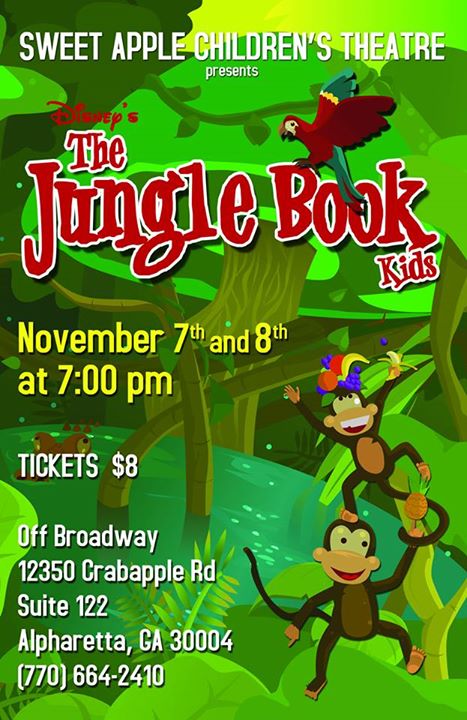 SWEET APPLE CHILDREN'S THEATRE
presents
Disney's
The
Jungle Book
Kids
November 7th and 8th
at 7:00 pm
TICKETS $8
Off Broadway
12350 Crabapple Rd
Suite 122
Alpharetta, GA 30004
(770) 664-2410